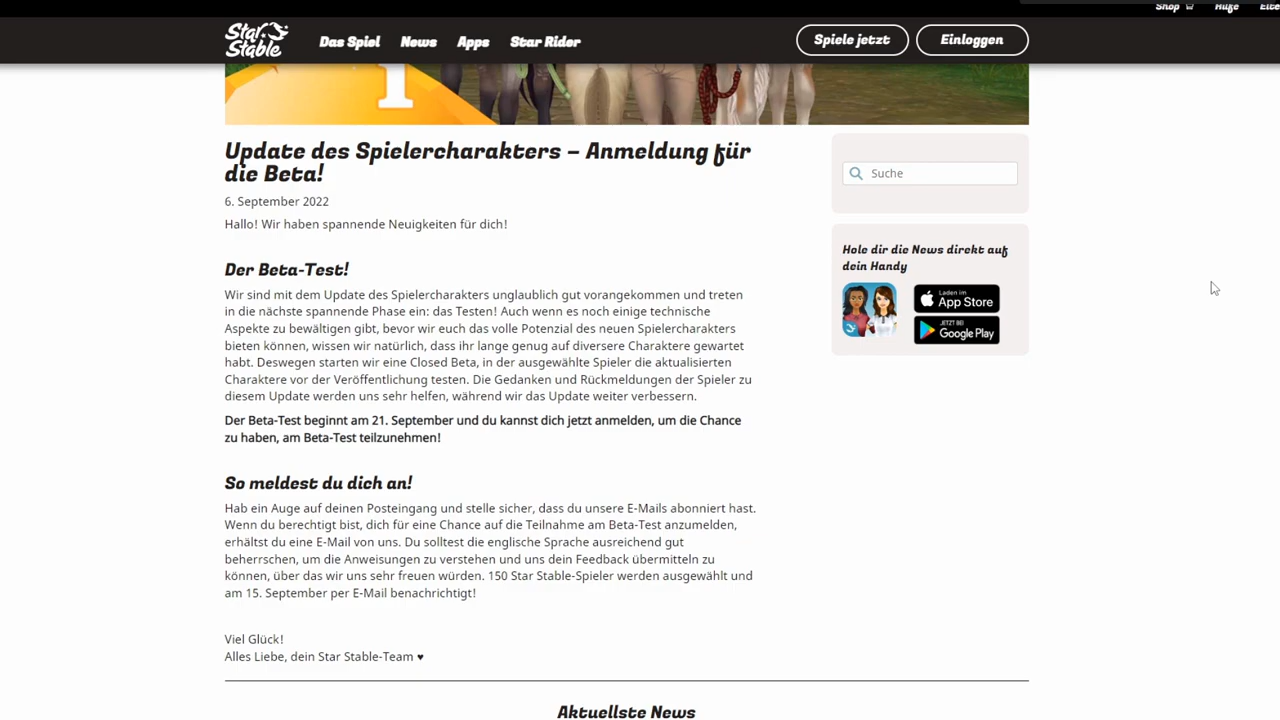 Shop
Hilfe
Star Stable
Das Spiel
News
Apps
Star Rider
Spiele jetzt
Einloggen
Update des Spielercharakters – Anmeldung für
die Beta!
6. September 2022
Hallo! Wir haben spannende Neuigkeiten für dich!
Der Beta-Test!
Wir sind mit dem Update des Spielercharakters unglaublich gut vorangekommen und treten
in die nächste spannende Phase ein: das Testen! Auch wenn es noch einige technische
Aspekte zu bewältigen gibt, bevor wir euch das volle Potenzial des neuen Spielercharakters
bieten können, wissen wir natürlich, dass ihr lange genug auf diversere Charaktere gewartet
habt. Deswegen starten wir eine Closed Beta, in der ausgewählte Spieler die aktualisierten
Charaktere vor der Veröffentlichung testen. Die Gedanken und Rückmeldungen der Spieler zu
diesem Update werden uns sehr helfen, während wir das Update weiter verbessern.
Der Beta-Test beginnt am 21. September und du kannst dich jetzt anmelden, um die Chance
zu haben, am Beta-Test teilzunehmen!
So meldest du dich an!
Hab ein Auge auf deinen Posteingang und stelle sicher, dass du unsere E-Mails abonniert hast.
Wenn du berechtigt bist, dich für eine Chance auf die Teilnahme am Beta-Test anzumelden,
erhältst du eine E-Mail von uns. Du solltest die englische Sprache ausreichend gut
beherrschen, um die Anweisungen zu verstehen und uns dein Feedback übermitteln zu
können, über das wir uns sehr freuen würden. 150 Star Stable-Spieler werden ausgewählt und
am 15. September per E-Mail benachrichtigt!
Viel Glück!
Alles Liebe, dein Star Stable-Team ♥
Suche
Hole dir die News direkt auf
dein Handy
Laden im
App Store
JETZT BEI
Google Play
Aktuellste News